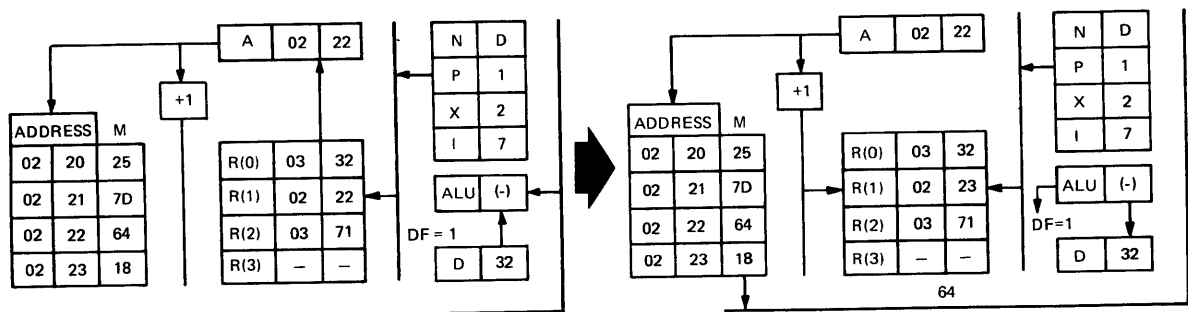 A 02 22
+1
ADDRESS M
02 20 25
02 21 7D
02 22 64
02 23 18
R(0) 03 32
R(1) 02 22
R(2) 03 71
R(3) – –
N D
P 1
X 2
I 7
ALU (-)
DF = 1
D 32
A 02 22
+1
ADDRESS M
02 20 25
02 21 7D
02 22 64
02 23 18
R(0) 03 32
R(1) 02 23
R(2) 03 71
R(3) – –
N D
P 1
X 2
I 7
ALU (-)
DF=1
D 32
64